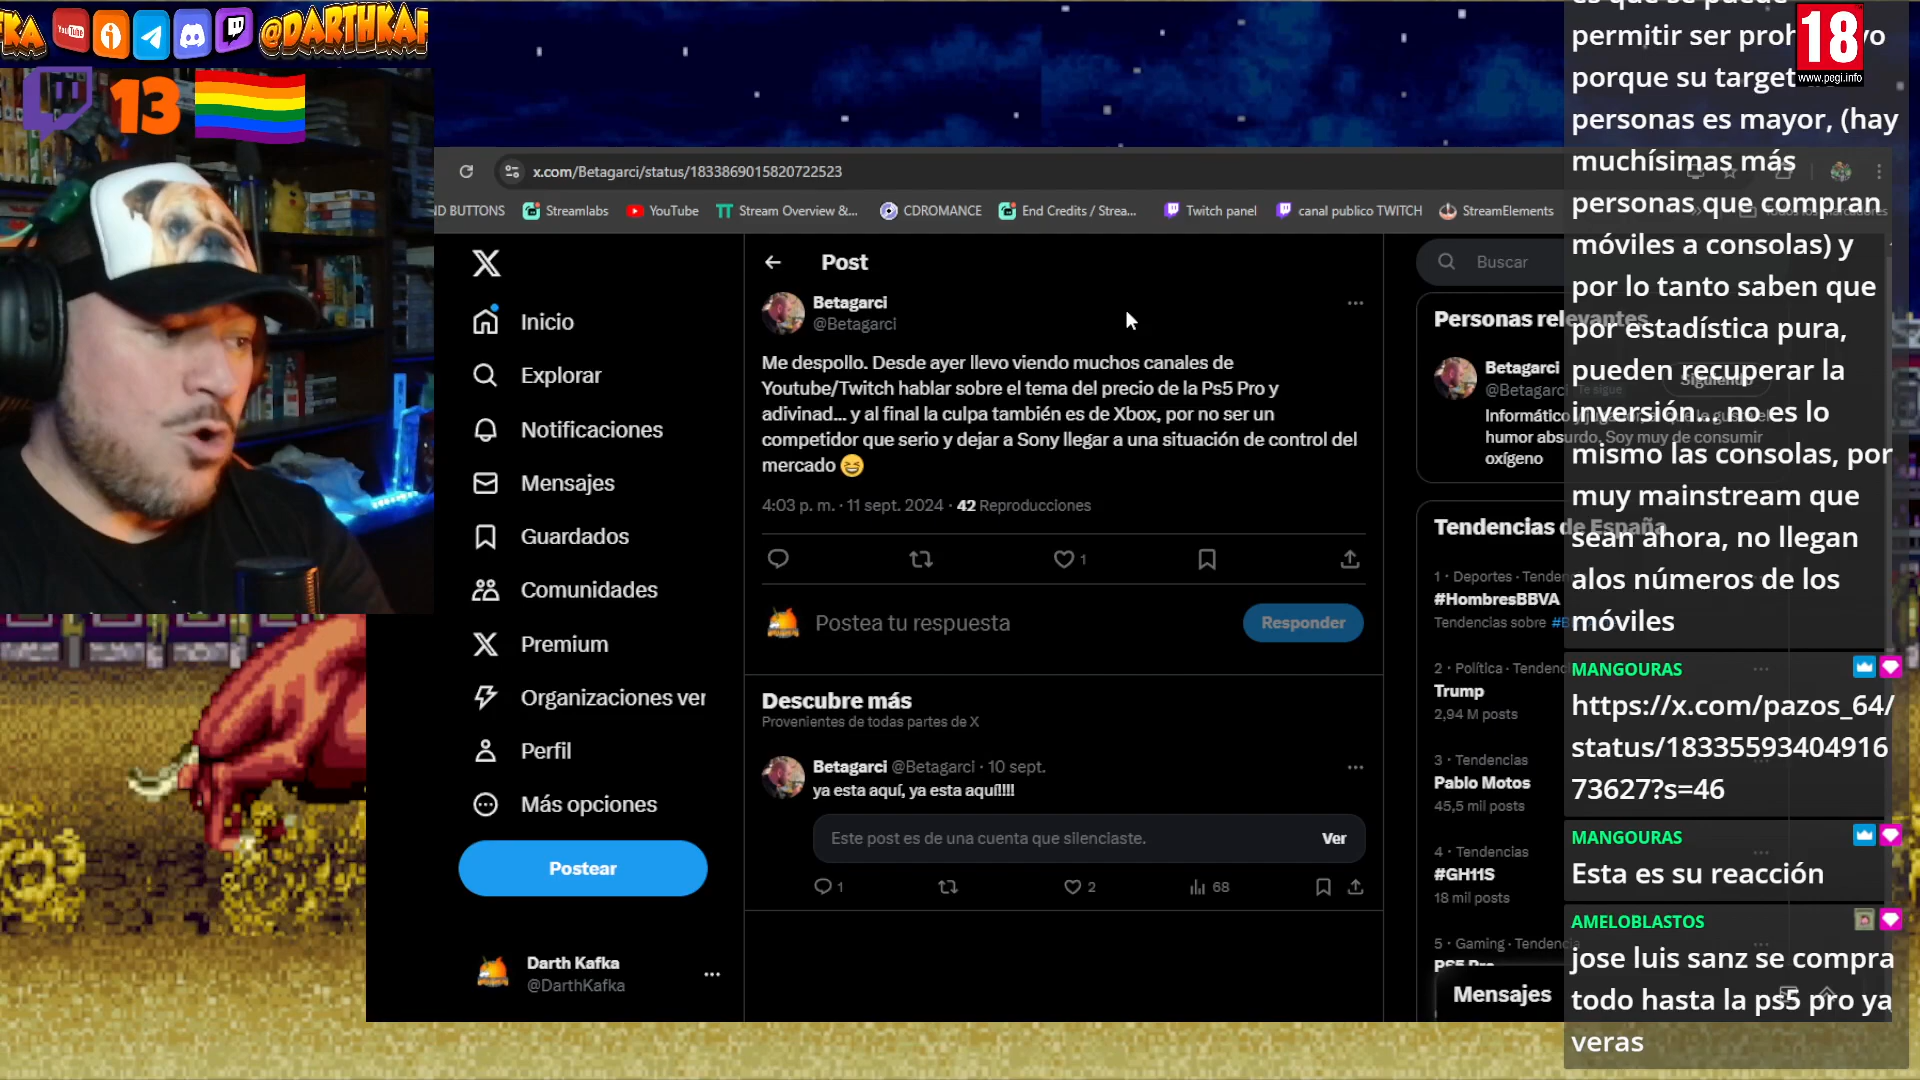 KA
YouTube
@DARTHKAF
13
18
www.pegi.info
x.com/Betagarci/status/1833869015820722523
ND BUTTONS
Streamlabs
YouTube
Stream Overview &...
CDROMANCE
End Credits / Strea...
Twitch panel
canal publico TWITCH
StreamElements
Inicio
Explorar
Notificaciones
Mensajes
Guardados
Comunidades
Premium
Organizaciones ver
Perfil
Más opciones
Postear
Darth Kafka
@DarthKafka
Post
Betagarci
@Betagarci
Me despollo. Desde ayer llevo viendo muchos canales de
Youtube/Twitch hablar sobre el tema del precio de la Ps5 Pro y
adivinad... y al final la culpa también es de Xbox, por no ser un
competidor que serio y dejar a Sony llegar a una situación de control del
mercado 😆
4:03 p. m. · 11 sept. 2024 · 42 Reproducciones
1
Postea tu respuesta
Responder
Descubre más
Provenientes de todas partes de X
Betagarci @Betagarci · 10 sept.
ya esta aquí, ya esta aquí!!!!
Este post es de una cuenta que silenciaste.
Ver
1
2
68
Buscar
Personas relevantes
Betagarci
@Betagarci
Te sigue
Siguiendo
Informático
humor absurdo. Soy muy de consumir
oxígeno
Tendencias de España
1 · Deportes · Tenden
#HombresBBVA
Tendencias sobre
2 · Política · Tendenc
Trump
2,94 M posts
3 · Tendencias
Pablo Motos
45,5 mil posts
4 · Tendencias
#GH11S
18 mil posts
5 · Gaming · Tendencia
PS5 Pro
Mensajes
es que se puede
permitir ser
porque su target
personas es mayor, (hay
muchísimas más
personas que compran
móviles a consolas) y
por lo tanto saben que
por estadística pura,
pueden recuperar la
inversión... no es lo
mismo las consolas, por
muy mainstream que
sean ahora, no llegan
alos números de los
móviles
MANGOURAS
https://x.com/pazos_64/
status/18335593404916
73627?s=46
MANGOURAS
Esta es su reacción
AMELOBLASTOS
jose luis sanz se compra
todo hasta la ps5 pro ya
veras